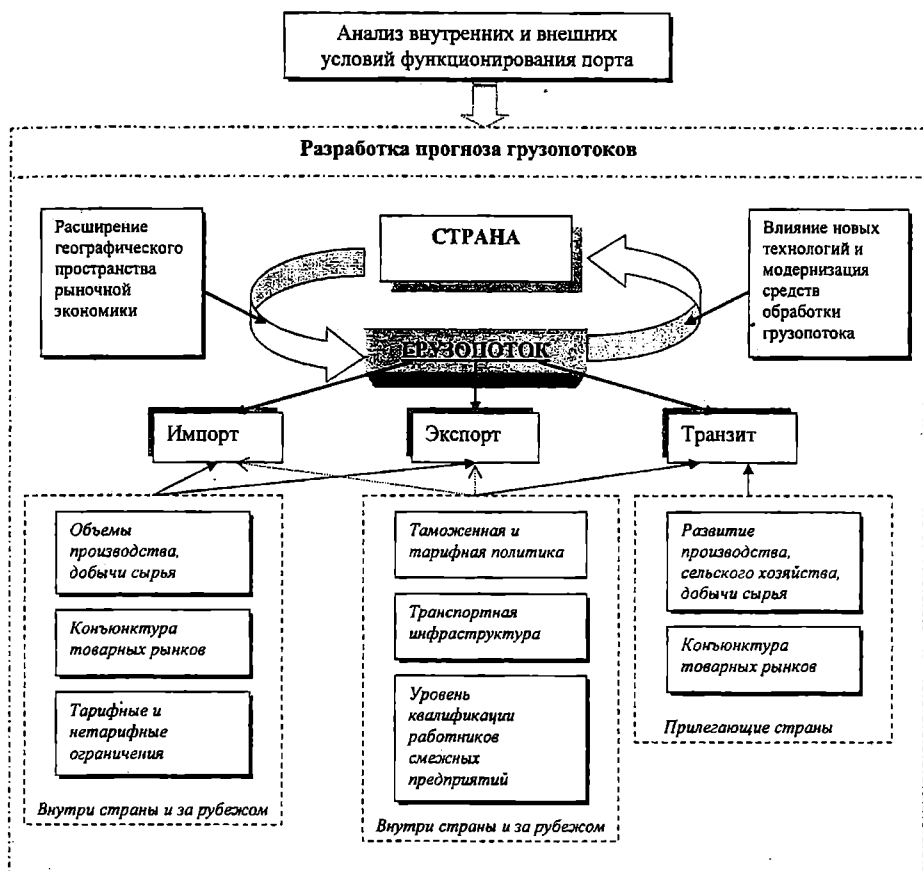 Анализ внутренних и внешних
условий функционирования порта
Разработка прогноза грузопотоков
Расширение
географического
пространства
рыночной
экономики
СТРАНА
Влияние новых
технологий и
модернизация
средств
обработки
грузопотока
ГРУЗОПОТОК
Импорт
Экспорт
Транзит
Объемы
производства,
добычи сырья
Конъюнктура
товарных рынков
Тарифные и
нетарифные
ограничения
Внутри страны и за рубежом
Таможенная и
тарифная политика
Транспортная
инфраструктура
Уровень
квалификации
работников
смежных
предприятий
Внутри страны и за рубежом
Развитие
производства,
сельского хозяйства,
добычи сырья
Конъюнктура
товарных рынков
Прилегающие страны